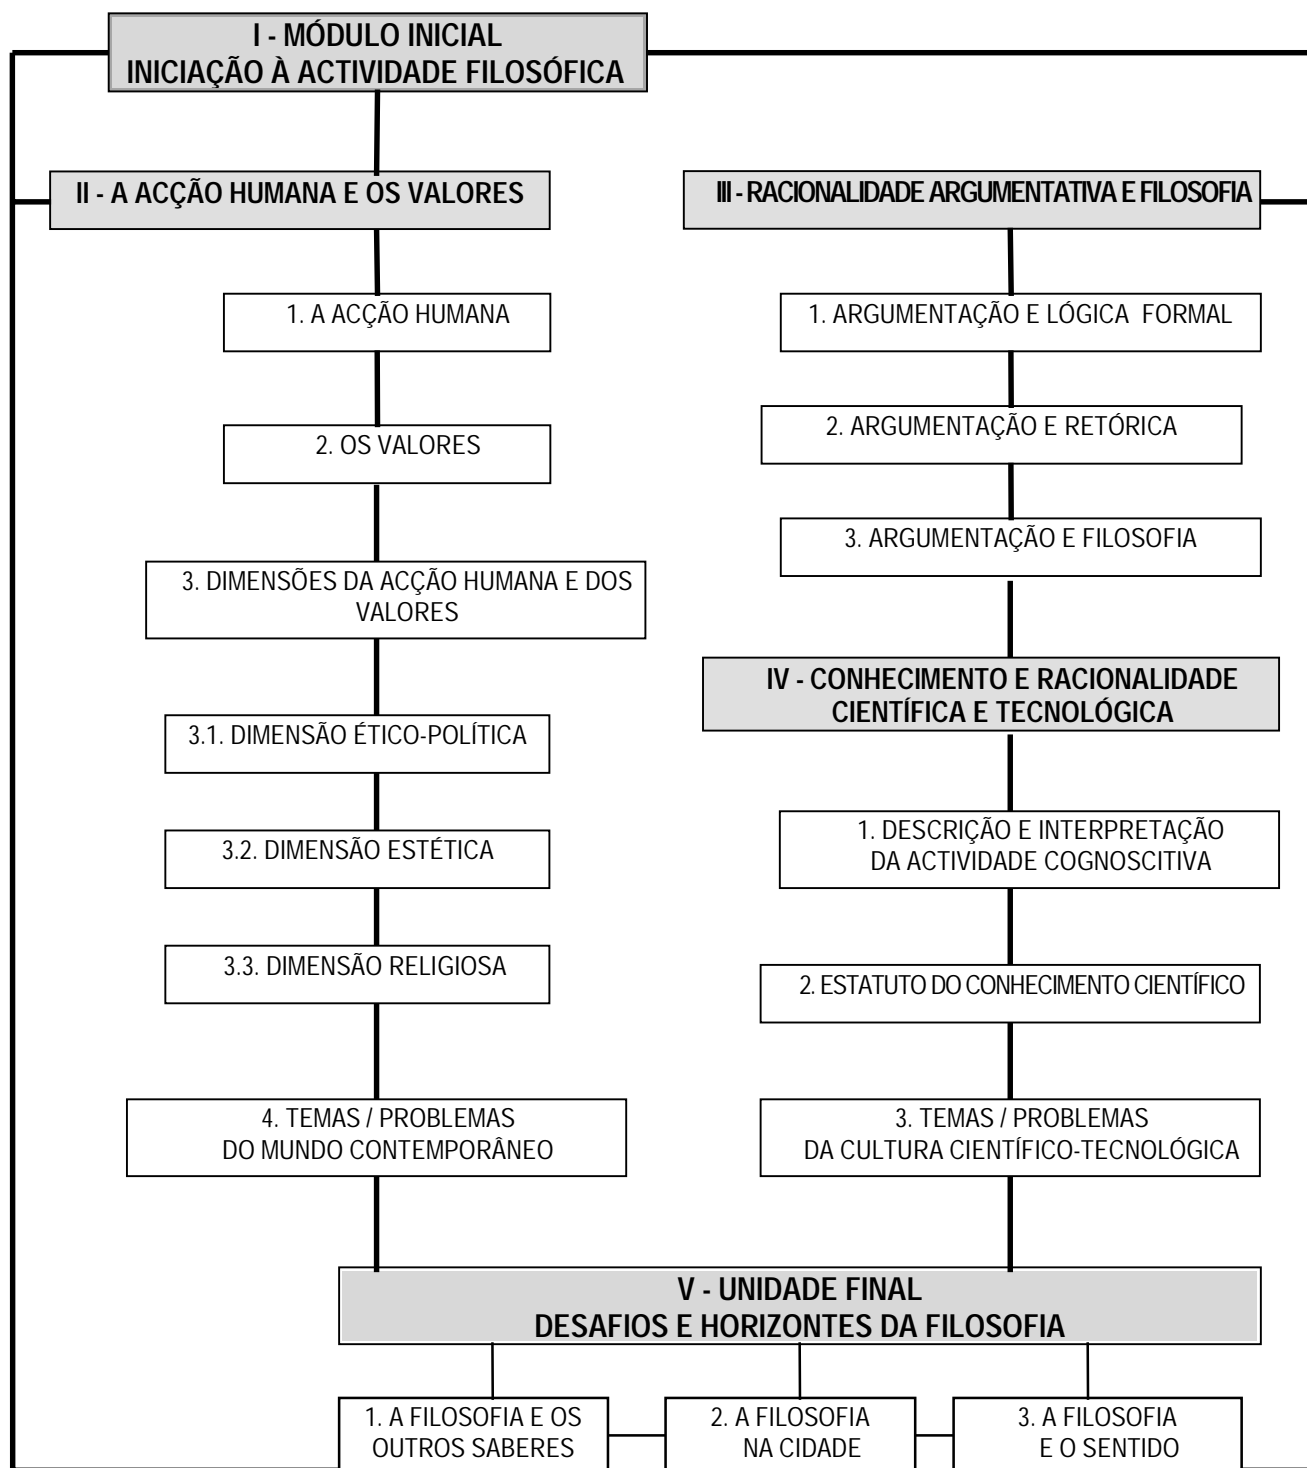 I - MÓDULO INICIAL
INICIAÇÃO À ACTIVIDADE FILOSÓFICA
II - A ACÇÃO HUMANA E OS VALORES
1. A ACÇÃO HUMANA
2. OS VALORES
3. DIMENSÕES DA ACÇÃO HUMANA E DOS
VALORES
3.1. DIMENSÃO ÉTICO-POLÍTICA
3.2. DIMENSÃO ESTÉTICA
3.3. DIMENSÃO RELIGIOSA
4. TEMAS / PROBLEMAS
DO MUNDO CONTEMPORÂNEO
III - RACIONALIDADE ARGUMENTATIVA E FILOSOFIA
1. ARGUMENTAÇÃO E LÓGICA FORMAL
2. ARGUMENTAÇÃO E RETÓRICA
3. ARGUMENTAÇÃO E FILOSOFIA
IV - CONHECIMENTO E RACIONALIDADE
CIENTÍFICA E TECNOLÓGICA
1. DESCRIÇÃO E INTERPRETAÇÃO
DA ACTIVIDADE COGNOSCITIVA
2. ESTATUTO DO CONHECIMENTO CIENTÍFICO
3. TEMAS / PROBLEMAS
DA CULTURA CIENTÍFICO-TECNOLÓGICA
V - UNIDADE FINAL
DESAFIOS E HORIZONTES DA FILOSOFIA
1. A FILOSOFIA E OS
OUTROS SABERES
2. A FILOSOFIA
NA CIDADE
3. A FILOSOFIA
E O SENTIDO